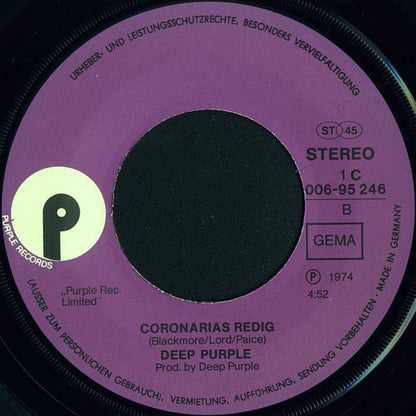 URHEBER- UND LEISTUNGSSCHUTZRECHTE, BESONDERS VERVIELFÄLTIGUNG
ST 45
STEREO
1 C
006-95 246
B
GEMA
Ⓟ 1974
4:52
P
PURPLE RECORDS
„Purple Rec.
Limited”
CORONARIAS REDIG
(Blackmore/Lord/Paice)
DEEP PURPLE
Prod. by Deep Purple
(AUSSER ZUM PERSÖNLICHEN GEBRAUCH), VERMIETUNG, AUFFÜHRUNG, SENDUNG VORBEHALTEN · MADE IN GERMANY